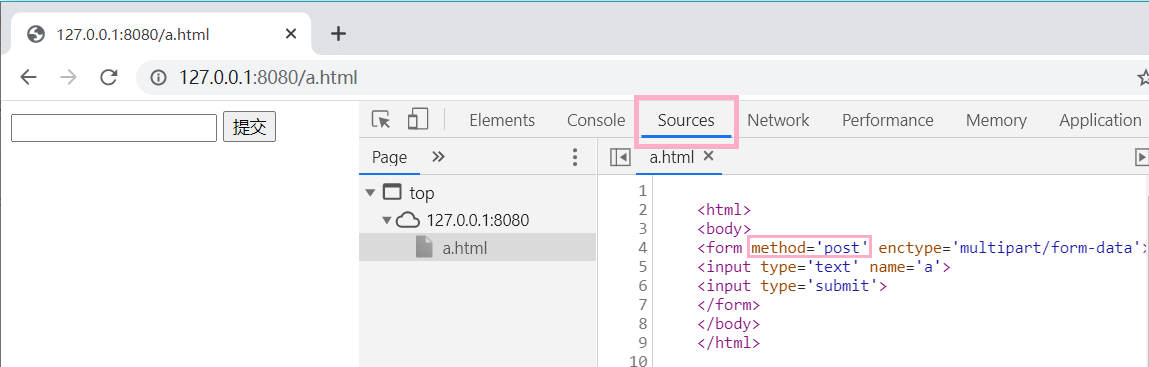 127.0.0.1:8080/a.html
127.0.0.1:8080/a.html
提交
Elements Console Sources Network Performance Memory Application
Page a.html
top
127.0.0.1:8080
a.html
1
2 <html>
3 <body>
4 <form method='post' enctype='multipart/form-data'>
5 <input type='text' name='a'>
6 <input type='submit'>
7 </form>
8 </body>
9 </html>
10